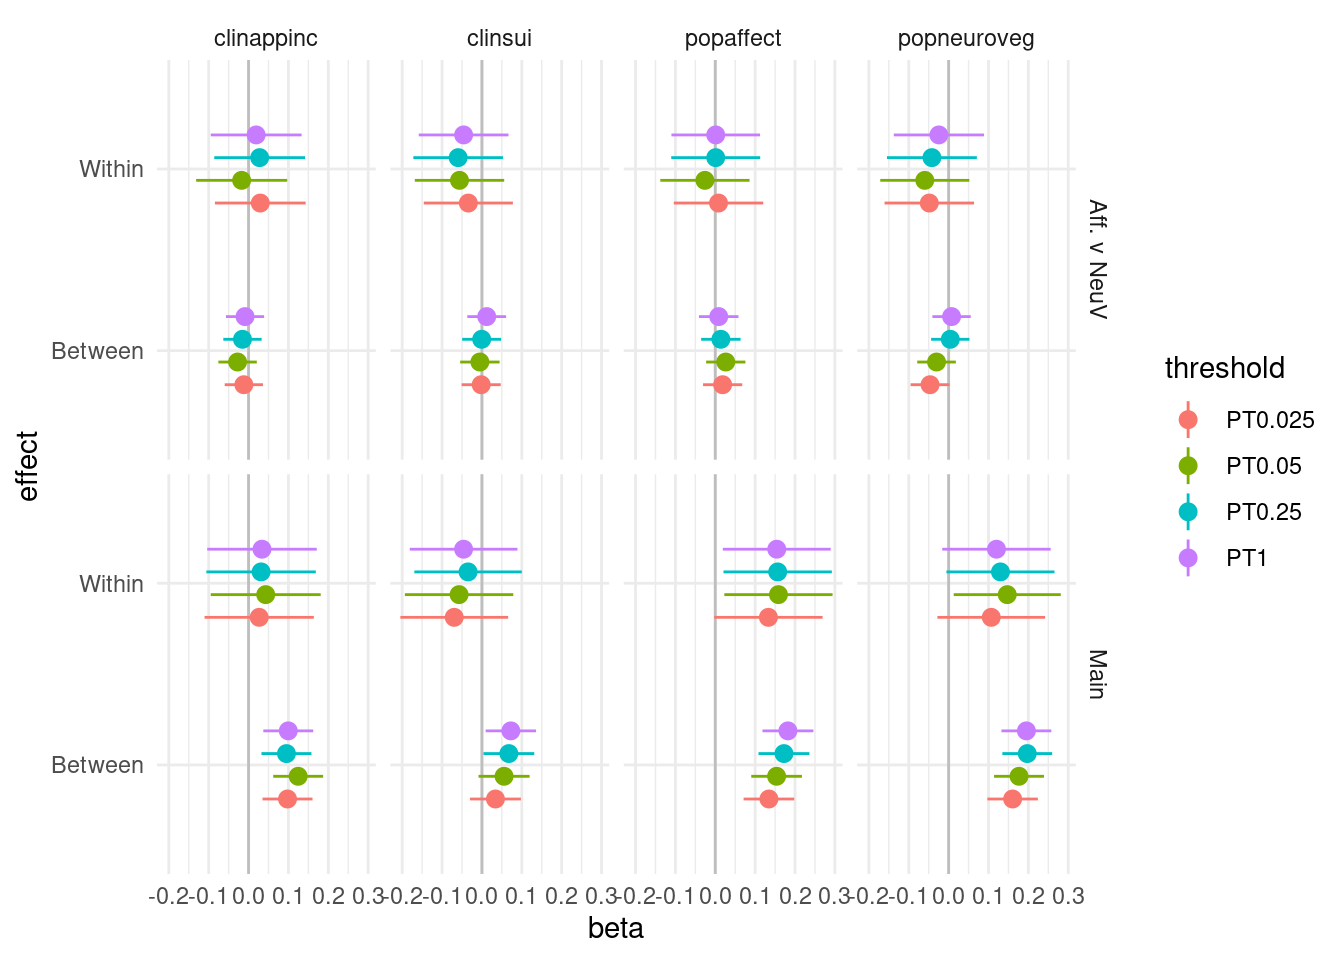 clinappinc clinsui popaffect popneuroveg
Within
Between
Aff. v NeuV
Within
Between
Main
-0.2 -0.1 0.0 0.1 0.2 0.3 -0.2 -0.1 0.0 0.1 0.2 0.3 -0.2 -0.1 0.0 0.1 0.2 0.3 -0.2 -0.1 0.0 0.1 0.2 0.3
beta
effect
threshold
PT0.025
PT0.05
PT0.25
PT1